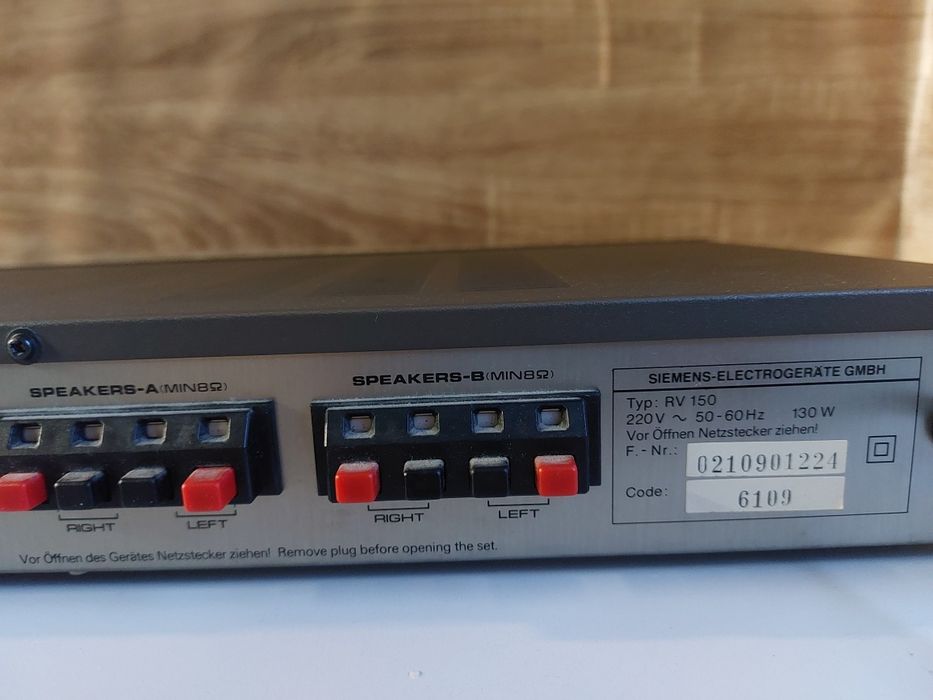 SPEAKERS-A (MIN8Ω)
RIGHT LEFT
SPEAKERS-B (MIN8Ω)
RIGHT LEFT
Vor Öffnen des Gerätes Netzstecker ziehen! Remove plug before opening the set.
SIEMENS-ELECTROGERÄTE GMBH
Typ: RV 150
220V ~ 50-60Hz 130 W
Vor Öffnen Netzstecker ziehen!
F.-Nr.: 0210901224
Code: 6109